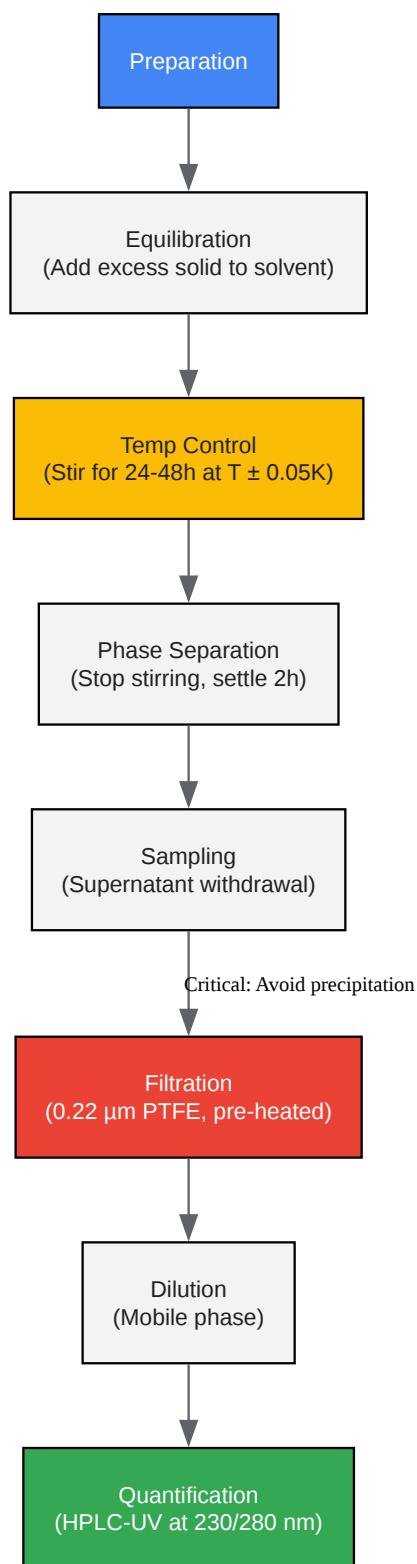 Preparation
Equilibration
(Add excess solid to solvent)
Temp Control
(Stir for 24-48h at T ± 0.05K)
Phase Separation
(Stop stirring, settle 2h)
Sampling
(Supernatant withdrawal)
Critical: Avoid precipitation
Filtration
(0.22 µm PTFE, pre-heated)
Dilution
(Mobile phase)
Quantification
(HPLC-UV at 230/280 nm)